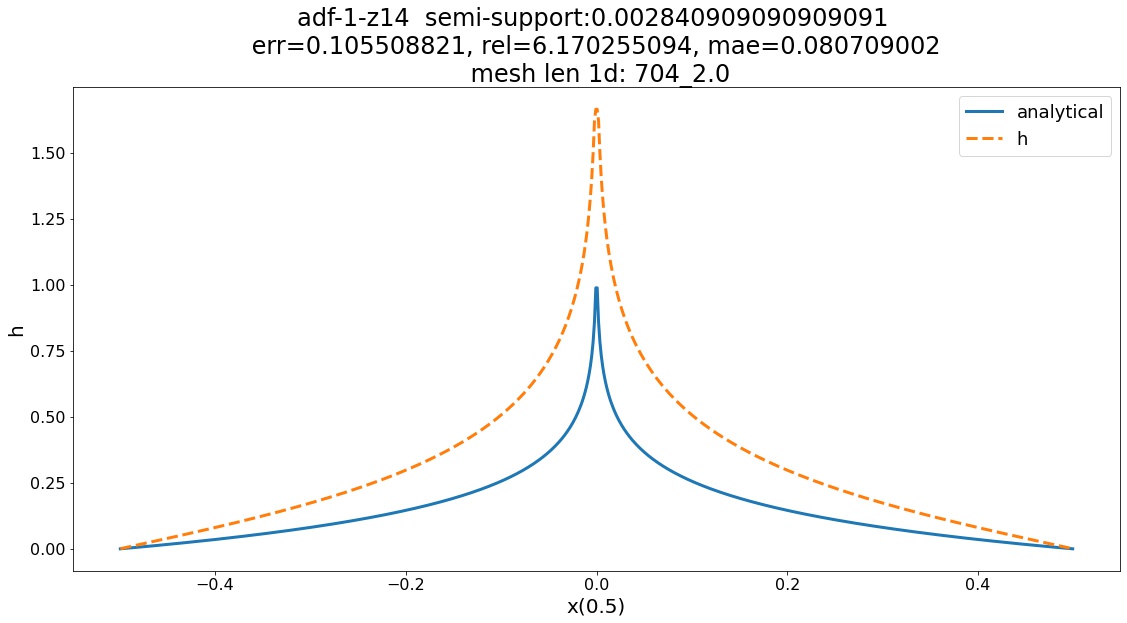 adf-1-z14  semi-support:0.002840909090909091
err=0.105508821, rel=6.170255094, mae=0.080709002
mesh len 1d: 704_2.0
analytical
h
1.50
1.25
1.00
0.75
0.50
0.25
0.00
h
−0.4
−0.2
0.0
0.2
0.4
x(0.5)